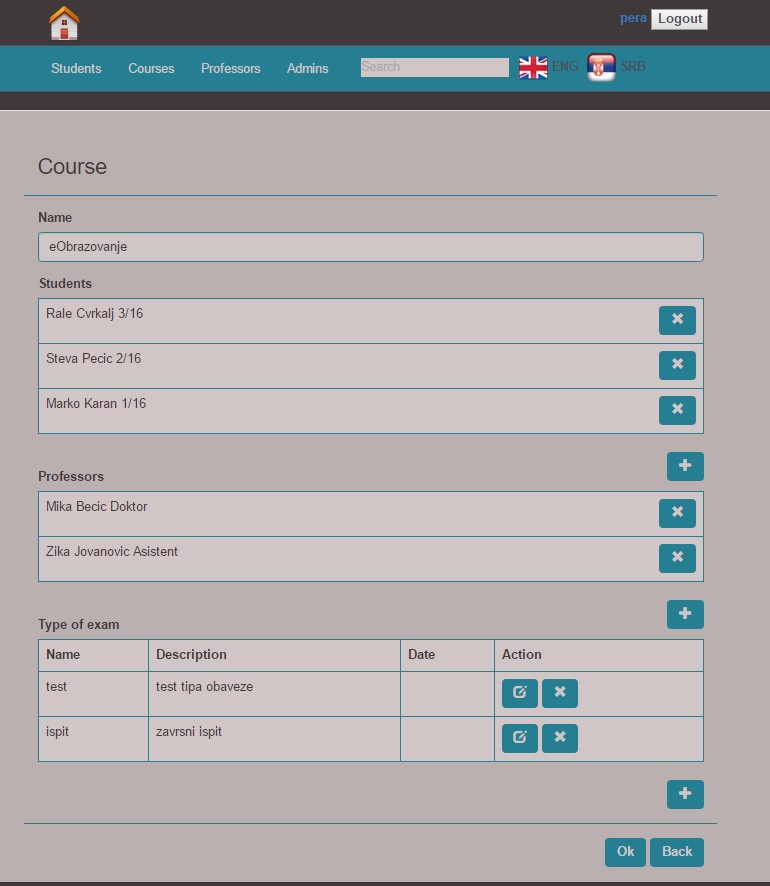 pera Logout
Students Courses Professors Admins Search ENG SRB
Course
Name
eObrazovanje
Students
Rale Cvrkalj 3/16
Steva Pecic 2/16
Marko Karan 1/16
Professors
Mika Becic Doktor
Zika Jovanovic Asistent
Type of exam
Name Description Date Action
test test tipa obaveze
ispit zavrsni ispit
Ok Back